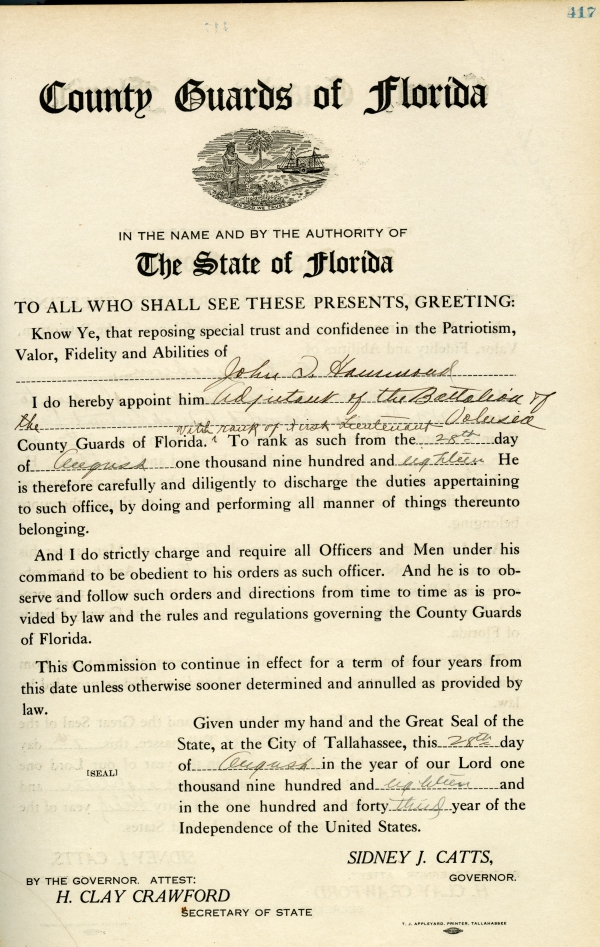 417
County Guards of Florida
IN GOD WE TRUST
IN THE NAME AND BY THE AUTHORITY OF
The State of Florida
TO ALL WHO SHALL SEE THESE PRESENTS, GREETING:
Know Ye, that reposing special trust and confidenee in the Patriotism,
Valor, Fidelity and Abilities of
John Hammond
I do hereby appoint him Adjutant of the Battalion of
the Volusia
with rank of First Lieutenant
County Guards of Florida. ^ To rank as such from the 28th day
of August one thousand nine hundred and eighteen He
is therefore carefully and diligently to discharge the duties appertaining
to such office, by doing and performing all manner of things thereunto
belonging.
And I do strictly charge and require all Officers and Men under his
command to be obedient to his orders as such officer. And he is to ob-
serve and follow such orders and directions from time to time as is pro-
vided by law and the rules and regulations governing the County Guards
of Florida.
This Commission to continue in effect for a term of four years from
this date unless otherwise sooner determined and annulled as provided by
law.
Given under my hand and the Great Seal of the
State, at the City of Tallahassee, this 28th day
of August in the year of our Lord one
[SEAL]
thousand nine hundred and eighteen and
in the one hundred and forty third year of the
Independence of the United States.
SIDNEY J. CATTS,
GOVERNOR.
BY THE GOVERNOR. ATTEST:
H. CLAY CRAWFORD
SECRETARY OF STATE
T. J. APPLEYARD, PRINTER, TALLAHASSEE